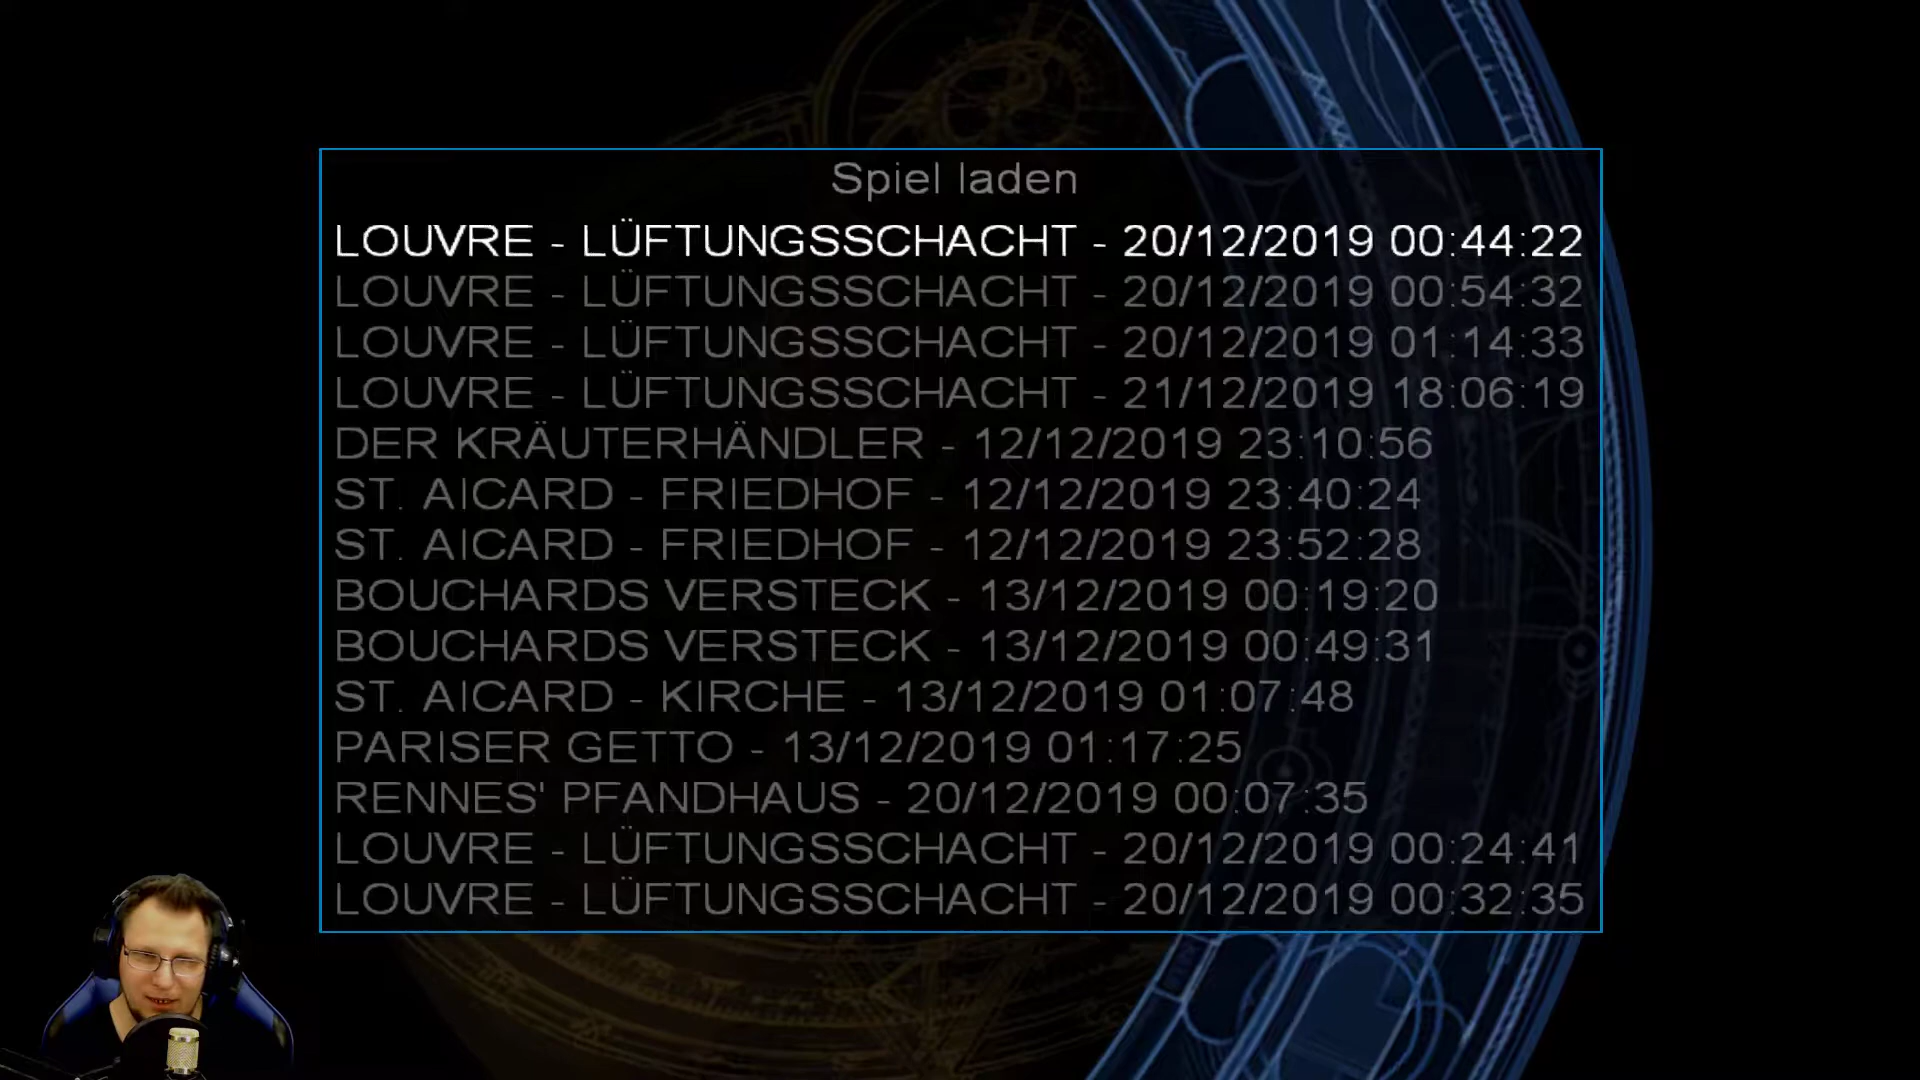 Spiel laden
LOUVRE - LÜFTUNGSSCHACHT - 20/12/2019 00:44:22
LOUVRE - LÜFTUNGSSCHACHT - 20/12/2019 00:54:32
LOUVRE - LÜFTUNGSSCHACHT - 20/12/2019 01:14:33
LOUVRE - LÜFTUNGSSCHACHT - 21/12/2019 18:06:19
DER KRÄUTERHÄNDLER - 12/12/2019 23:10:56
ST. AICARD - FRIEDHOF - 12/12/2019 23:40:24
ST. AICARD - FRIEDHOF - 12/12/2019 23:52:28
BOUCHARDS VERSTECK - 13/12/2019 00:19:20
BOUCHARDS VERSTECK - 13/12/2019 00:49:31
ST. AICARD - KIRCHE - 13/12/2019 01:07:48
PARISER GETTO - 13/12/2019 01:17:25
RENNES' PFANDHAUS - 20/12/2019 00:07:35
LOUVRE - LÜFTUNGSSCHACHT - 20/12/2019 00:24:41
LOUVRE - LÜFTUNGSSCHACHT - 20/12/2019 00:32:35